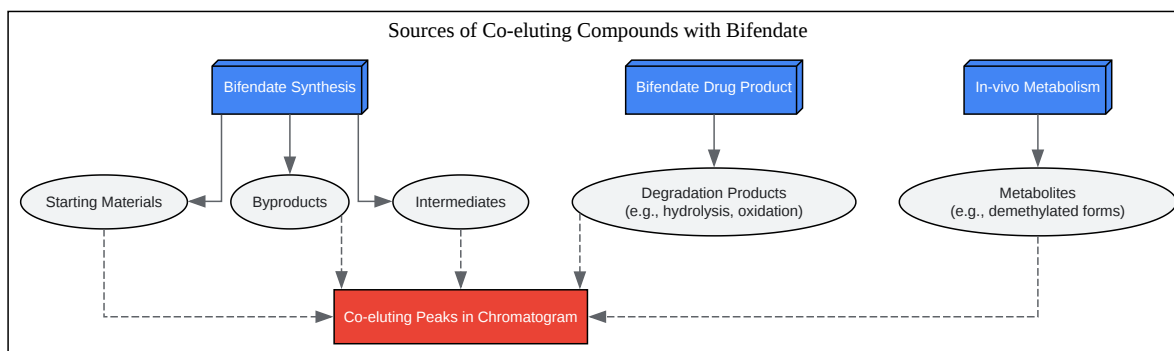 Sources of Co-eluting Compounds with Bifendate
Bifendate Synthesis
Bifendate Drug Product
In-vivo Metabolism
Starting Materials
Byproducts
Intermediates
Degradation Products
(e.g., hydrolysis, oxidation)
Metabolites
(e.g., demethylated forms)
Co-eluting Peaks in Chromatogram